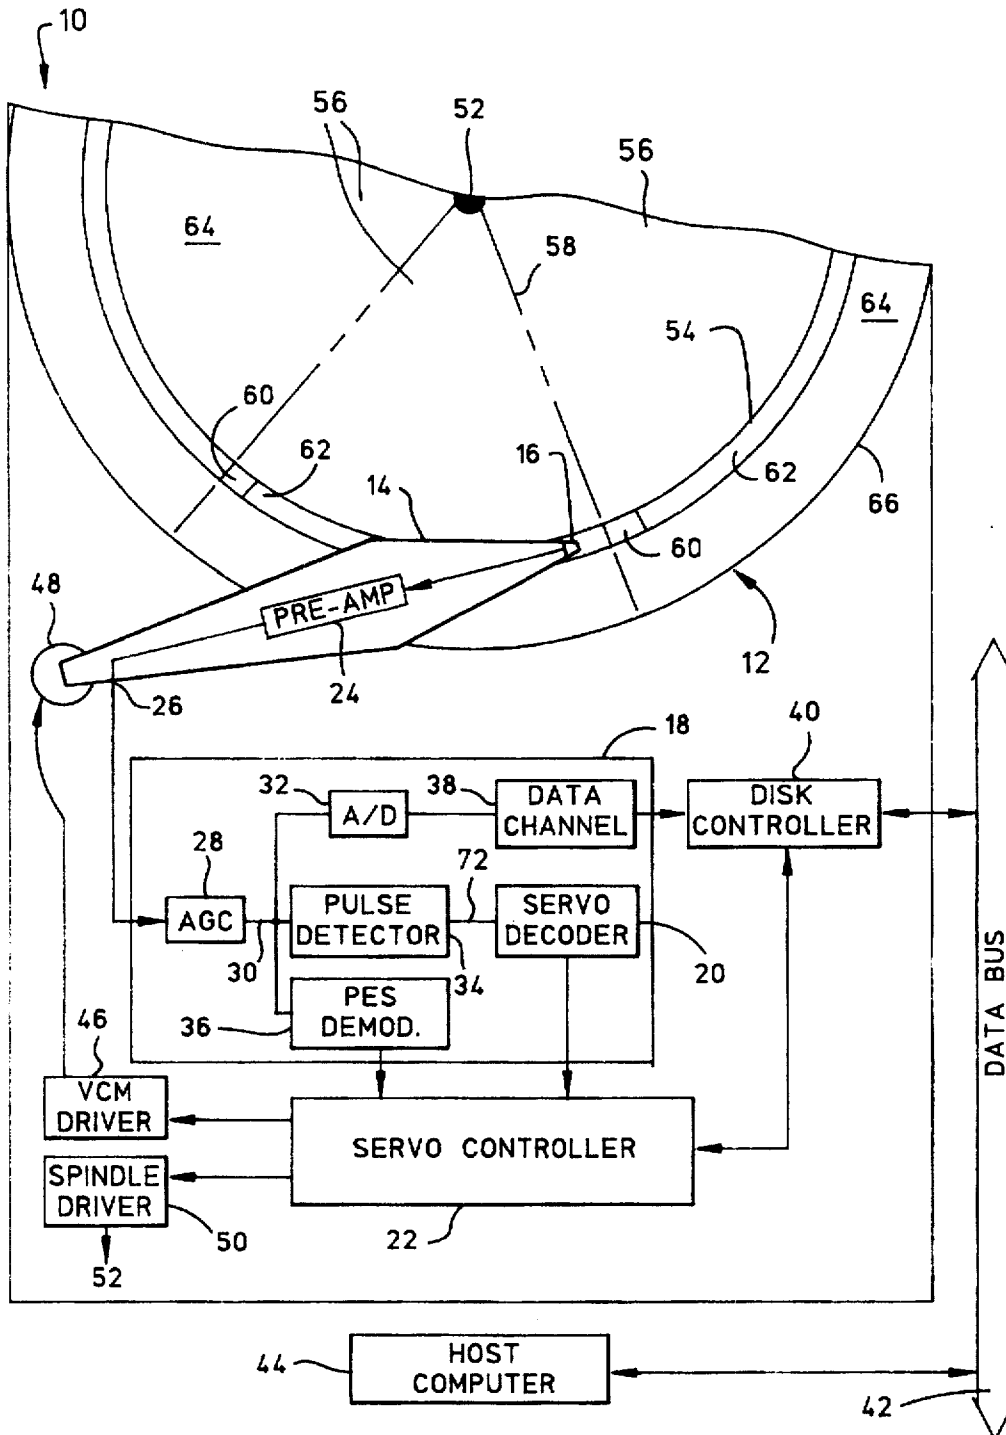 10
56
52
56
64
58
64
54
60
62
16
14
62
66
60
48
PRE-AMP
24
26
12
18
40
32
A/D
38
DATA
CHANNEL
DISK
CONTROLLER
28
AGC
30
PULSE
DETECTOR
34
72
SERVO
DECODER
20
PES
DEMOD.
36
46
VCM
DRIVER
SERVO CONTROLLER
22
SPINDLE
DRIVER
50
52
DATA BUS
HOST
COMPUTER
44
42